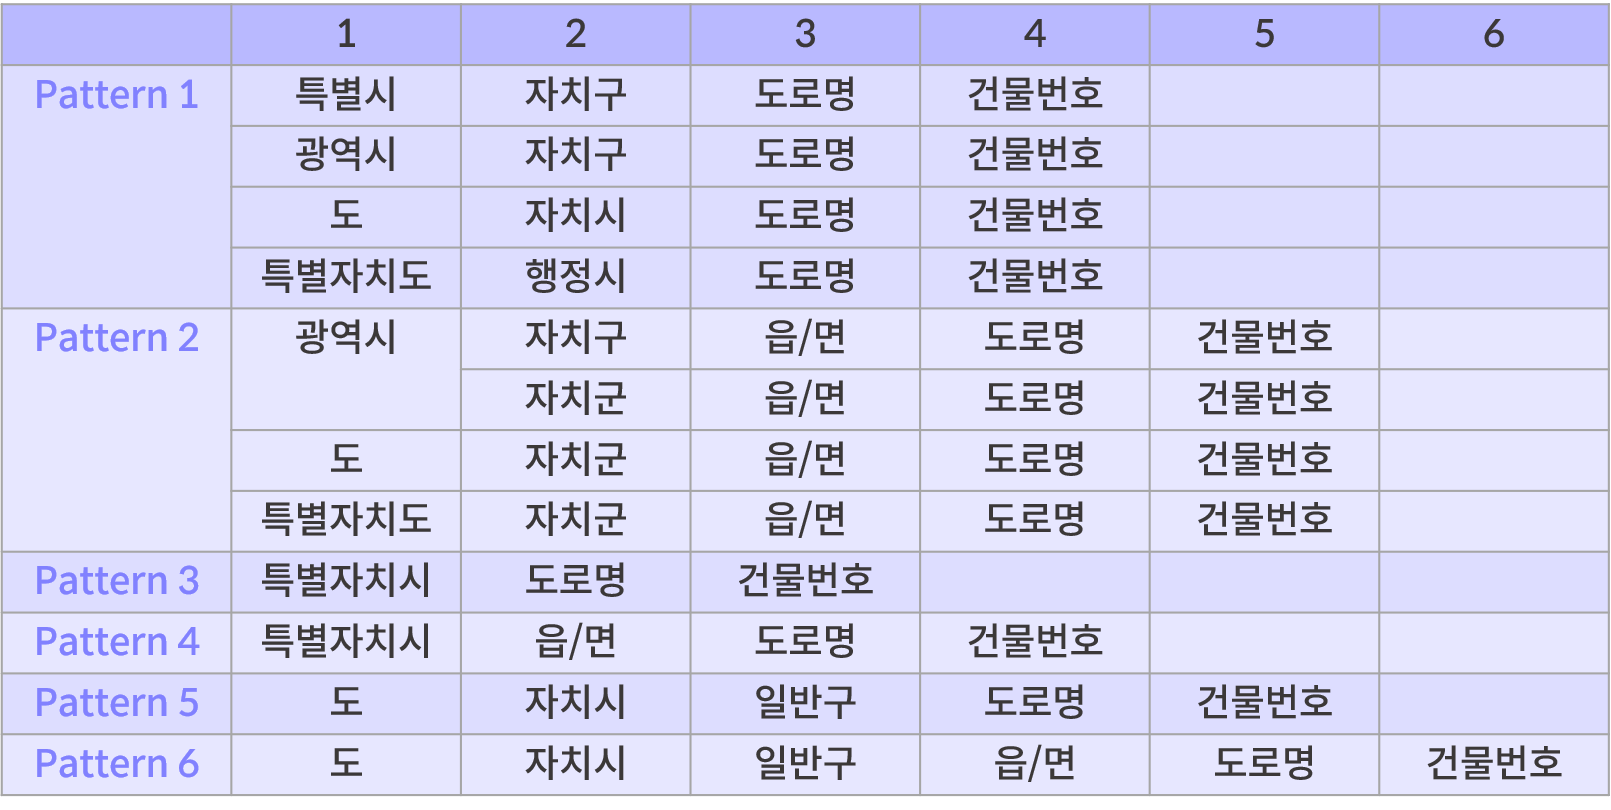 1 2 3 4 5 6
Pattern 1 특별시 자치구 도로명 건물번호
광역시 자치구 도로명 건물번호
도 자치시 도로명 건물번호
특별자치도 행정시 도로명 건물번호
Pattern 2 광역시 자치구 읍/면 도로명 건물번호
자치군 읍/면 도로명 건물번호
도 자치군 읍/면 도로명 건물번호
특별자치도 자치군 읍/면 도로명 건물번호
Pattern 3 특별자치시 도로명 건물번호
Pattern 4 특별자치시 읍/면 도로명 건물번호
Pattern 5 도 자치시 일반구 도로명 건물번호
Pattern 6 도 자치시 일반구 읍/면 도로명 건물번호